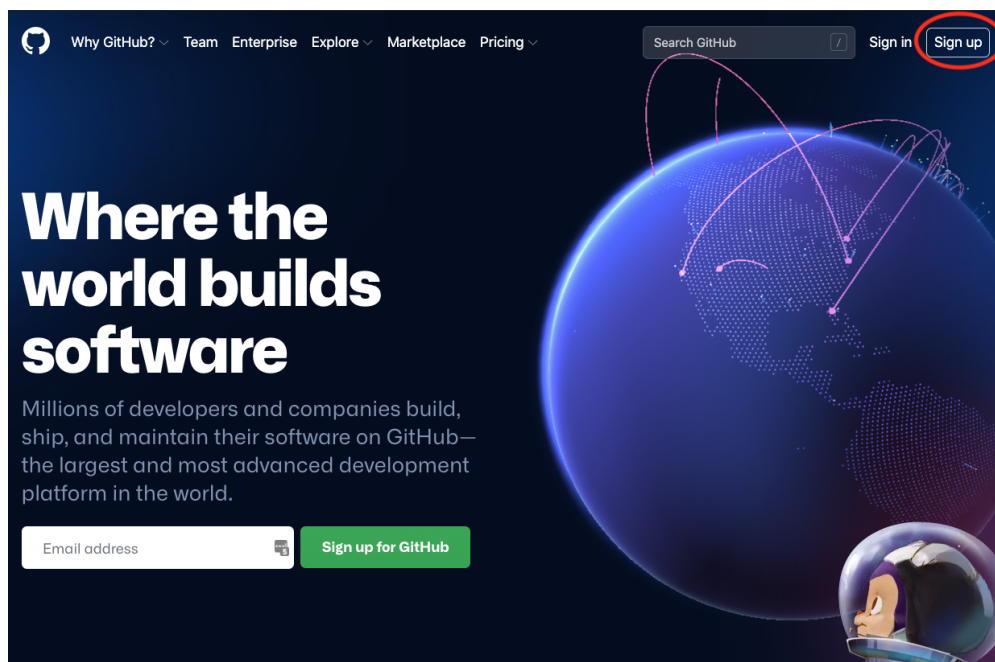 Why GitHub? Team Enterprise Explore Marketplace Pricing Search GitHub / Sign in Sign up
Where the
world builds
software
Millions of developers and companies build,
ship, and maintain their software on GitHub—
the largest and most advanced development
platform in the world.
Email address Sign up for GitHub